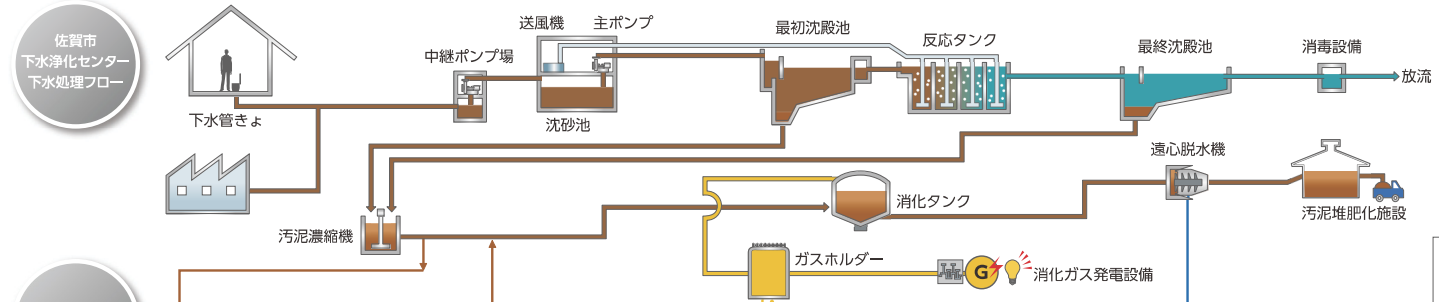 佐賀市
下水浄化センター
下水処理フロー
下水管きょ
中継ポンプ場
送風機
主ポンプ
沈砂池
最初沈殿池
反応タンク
最終沈殿池
消毒設備
放流
汚泥濃縮機
消化タンク
遠心脱水機
汚泥堆肥化施設
ガスホルダー
G
消化ガス発電設備